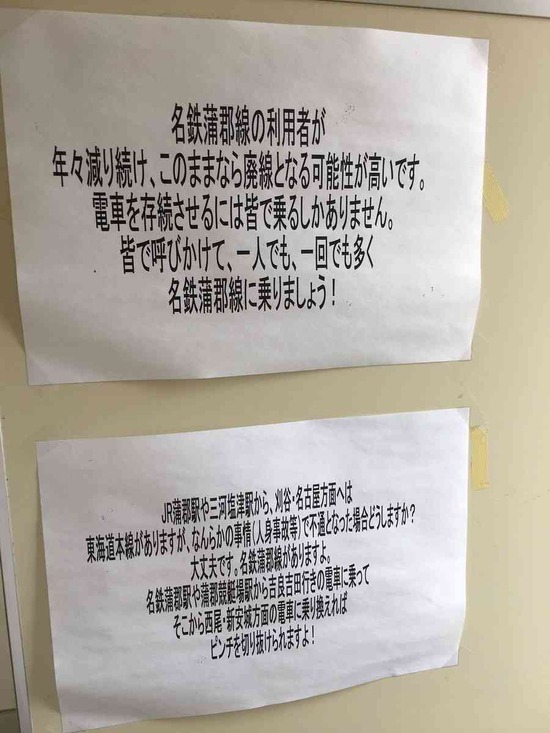 名鉄蒲郡線の利用者が
年々減り続け、このままなら廃線となる可能性が高いです。
電車を存続させるには皆で乗るしかありません。
皆で呼びかけて、一人でも、一回でも多く
名鉄蒲郡線に乗りましょう！
JR蒲郡駅や三河塩津駅から、刈谷・名古屋方面へは
東海道本線がありますが、なんらかの事情(人身事故等)で不通となった場合どうしますか？
大丈夫です。名鉄蒲郡線がありますよ。
名鉄蒲郡駅や蒲郡競艇場駅から吉良吉田行きの電車に乗って
そこから西尾・新安城方面の電車に乗り換えれば
ピンチを切り抜けられますよ！